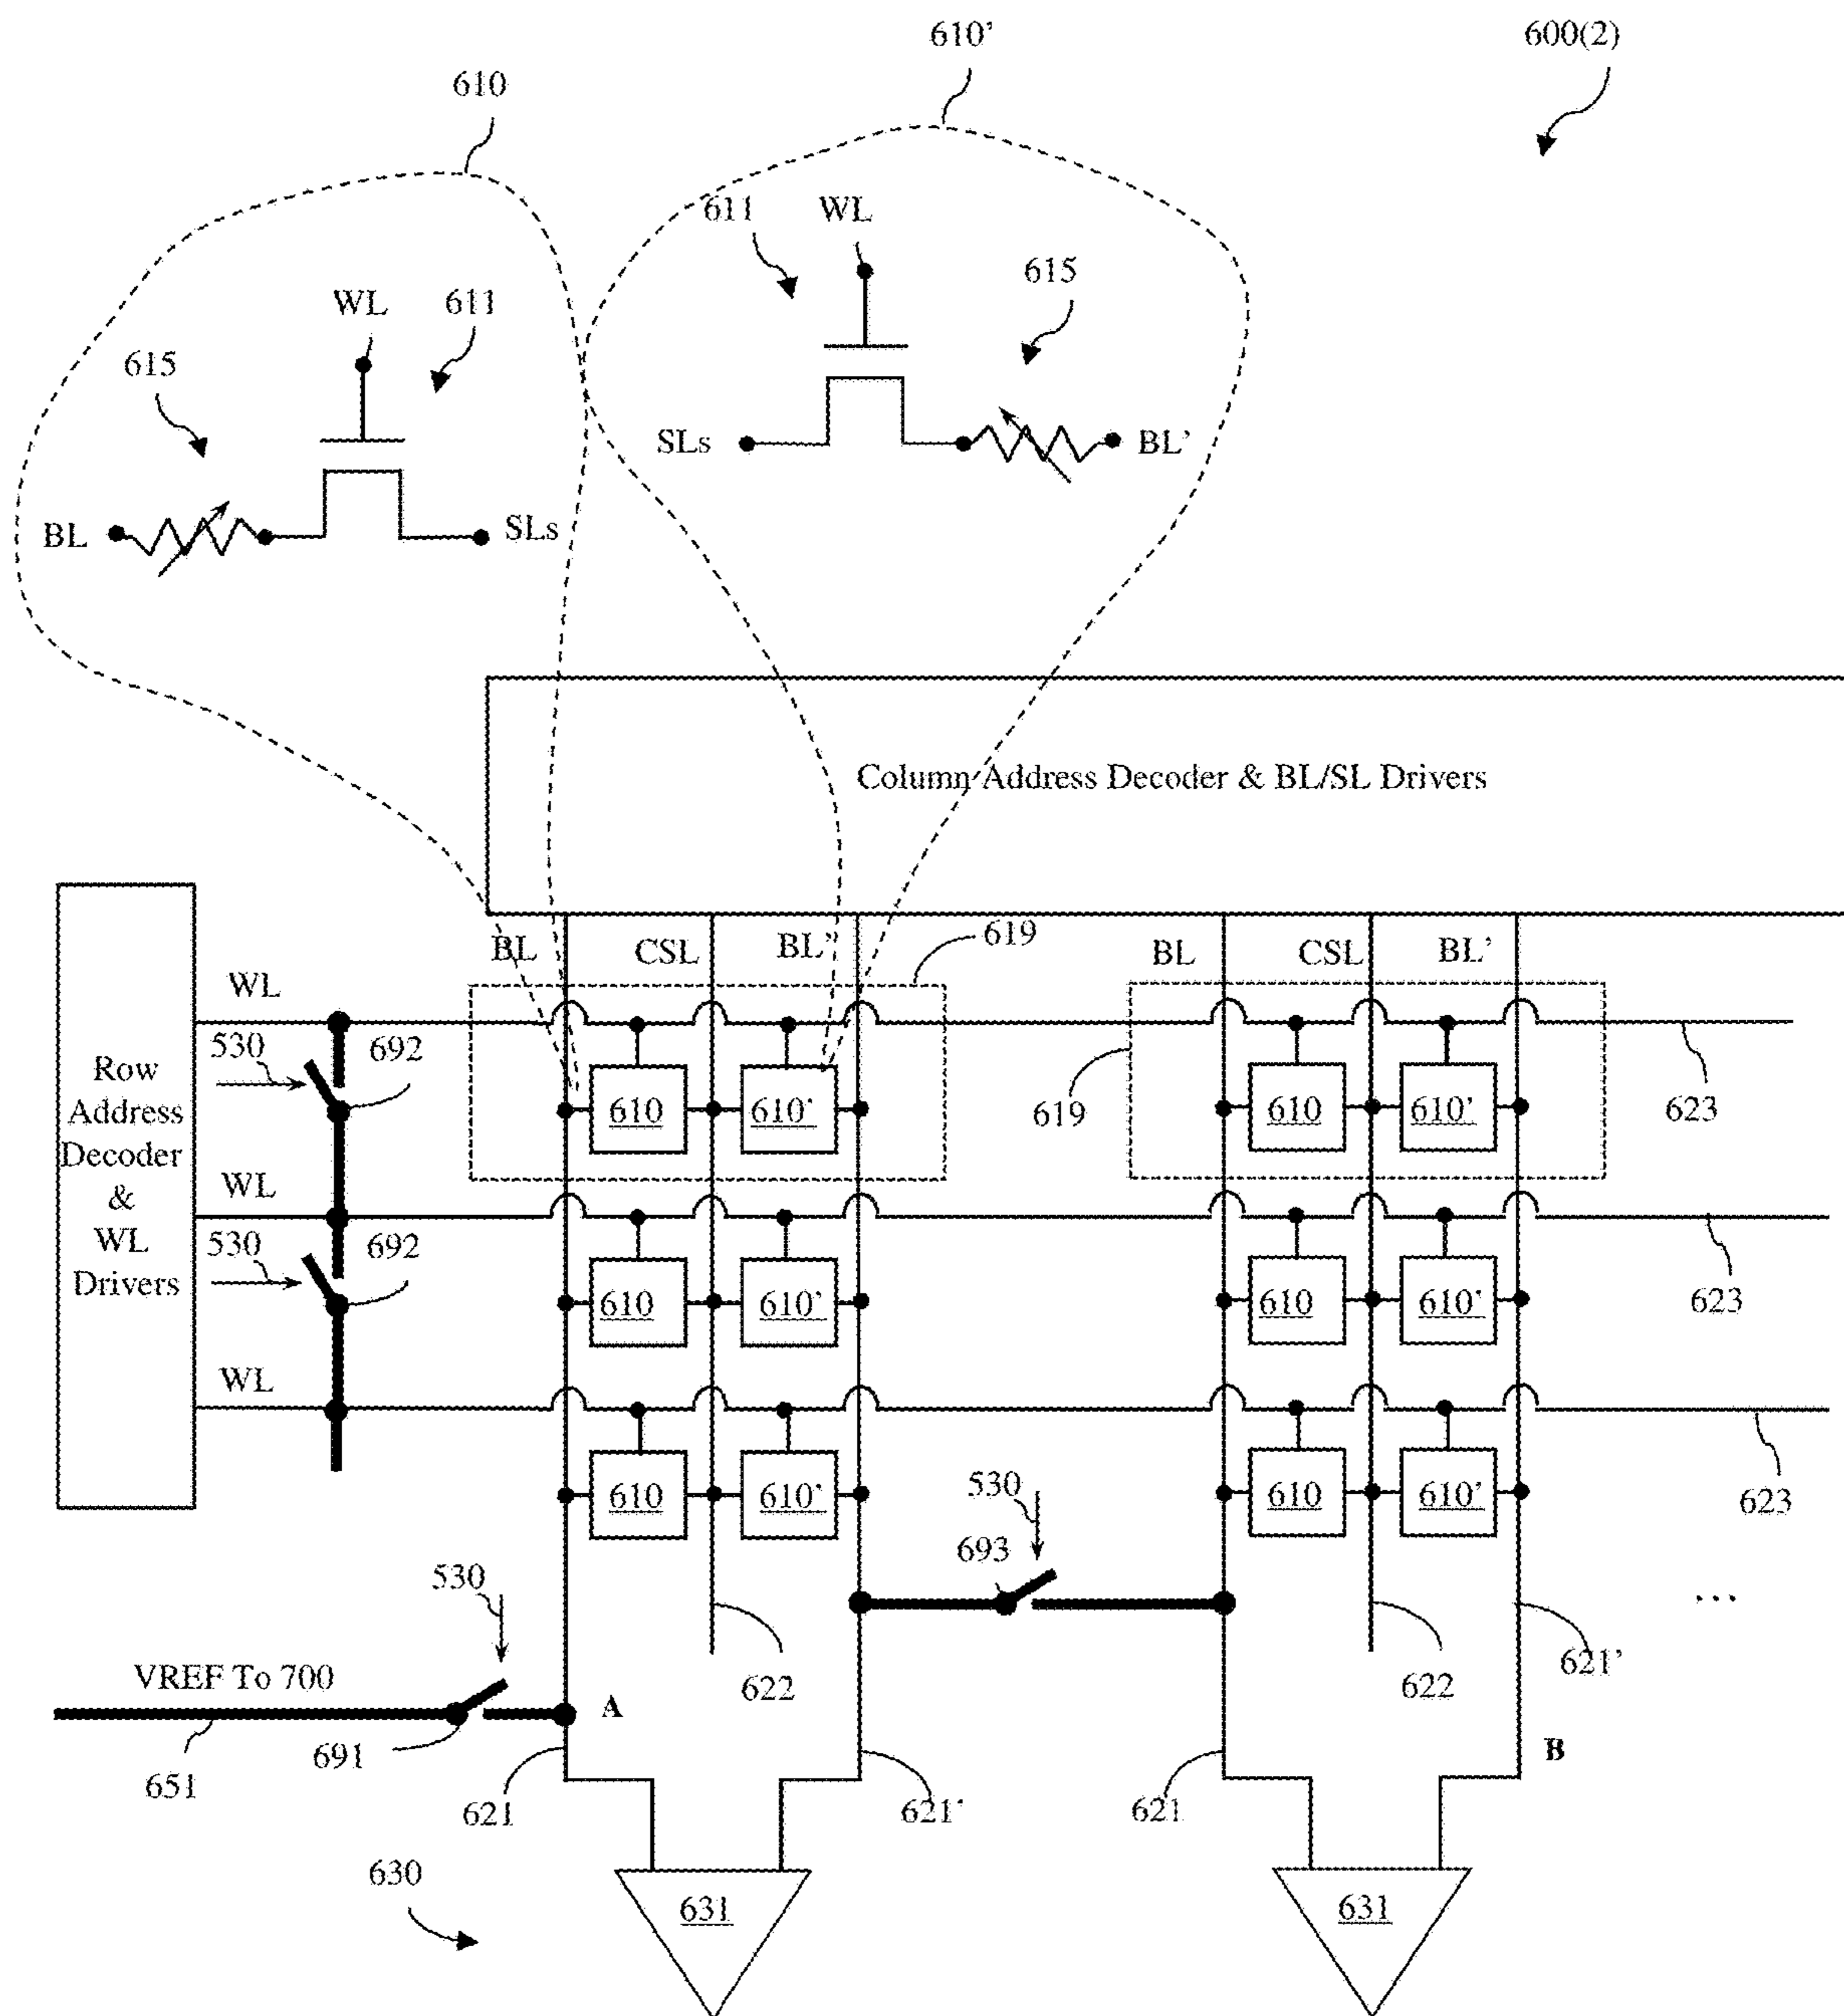 610'
600(2)
610
611
WL
615
WL
611
615
SLs
BL'
BL
SLs
Column Address Decoder & BL/SL Drivers
BL
CSL
BL'
619
BL
CSL
BL'
WL
530
692
Row
Address
Decoder
&
WL
Drivers
610
610'
619
610
610'
623
WL
530
692
610
610'
610
610'
623
WL
610
610'
530
693
610
610'
623
530
...
VREF To 700
691
651
A
621
622
621'
622
621'
B
621
630
631
631